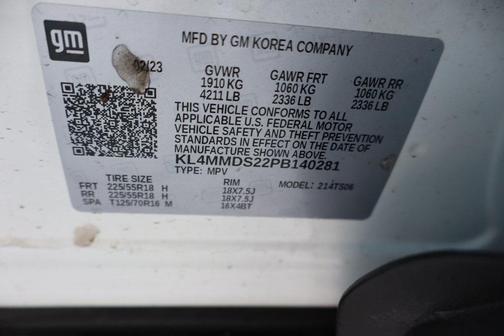 gm
MFD BY GM KOREA COMPANY
02/23
GVWR GAWR FRT GAWR RR
1910 KG 1060 KG 1060 KG
4211 LB 2336 LB 2336 LB
THIS VEHICLE CONFORMS TO ALL
APPLICABLE U.S. FEDERAL MOTOR
VEHICLE SAFETY AND THEFT PREVENTION
STANDARDS IN EFFECT ON THE DATE OF
MANUFACTURE SHOWN ABOVE.
KL4MMDS22PB140281
TYPE: MPV
TIRE SIZE RIM MODEL: 214TS06
FRT 225/55R18 H 18X7.5J
RR 225/55R18 H 18X7.5J
SPA T125/70R16 M 16X4BT